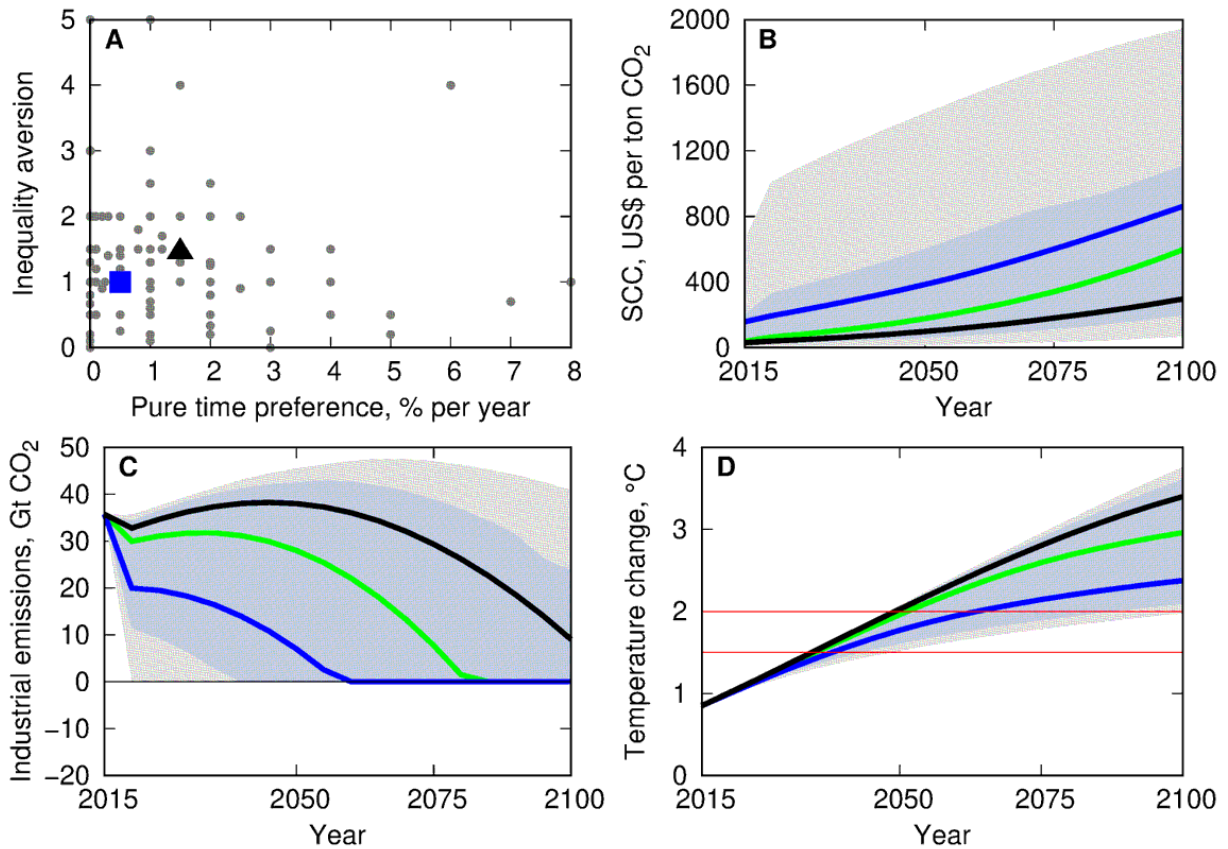 A
5
4
3
2
1
0
Inequality aversion
0 1 2 3 4 5 6 7 8
Pure time preference, % per year
B
2000
1600
1200
800
400
0
SCC, US$ per ton CO2
2015 2050 2075 2100
Year
C
50
40
30
20
10
0
−10
−20
Industrial emissions, Gt CO2
2015 2050 2075 2100
Year
D
4
3
2
1
0
Temperature change, °C
2015 2050 2075 2100
Year